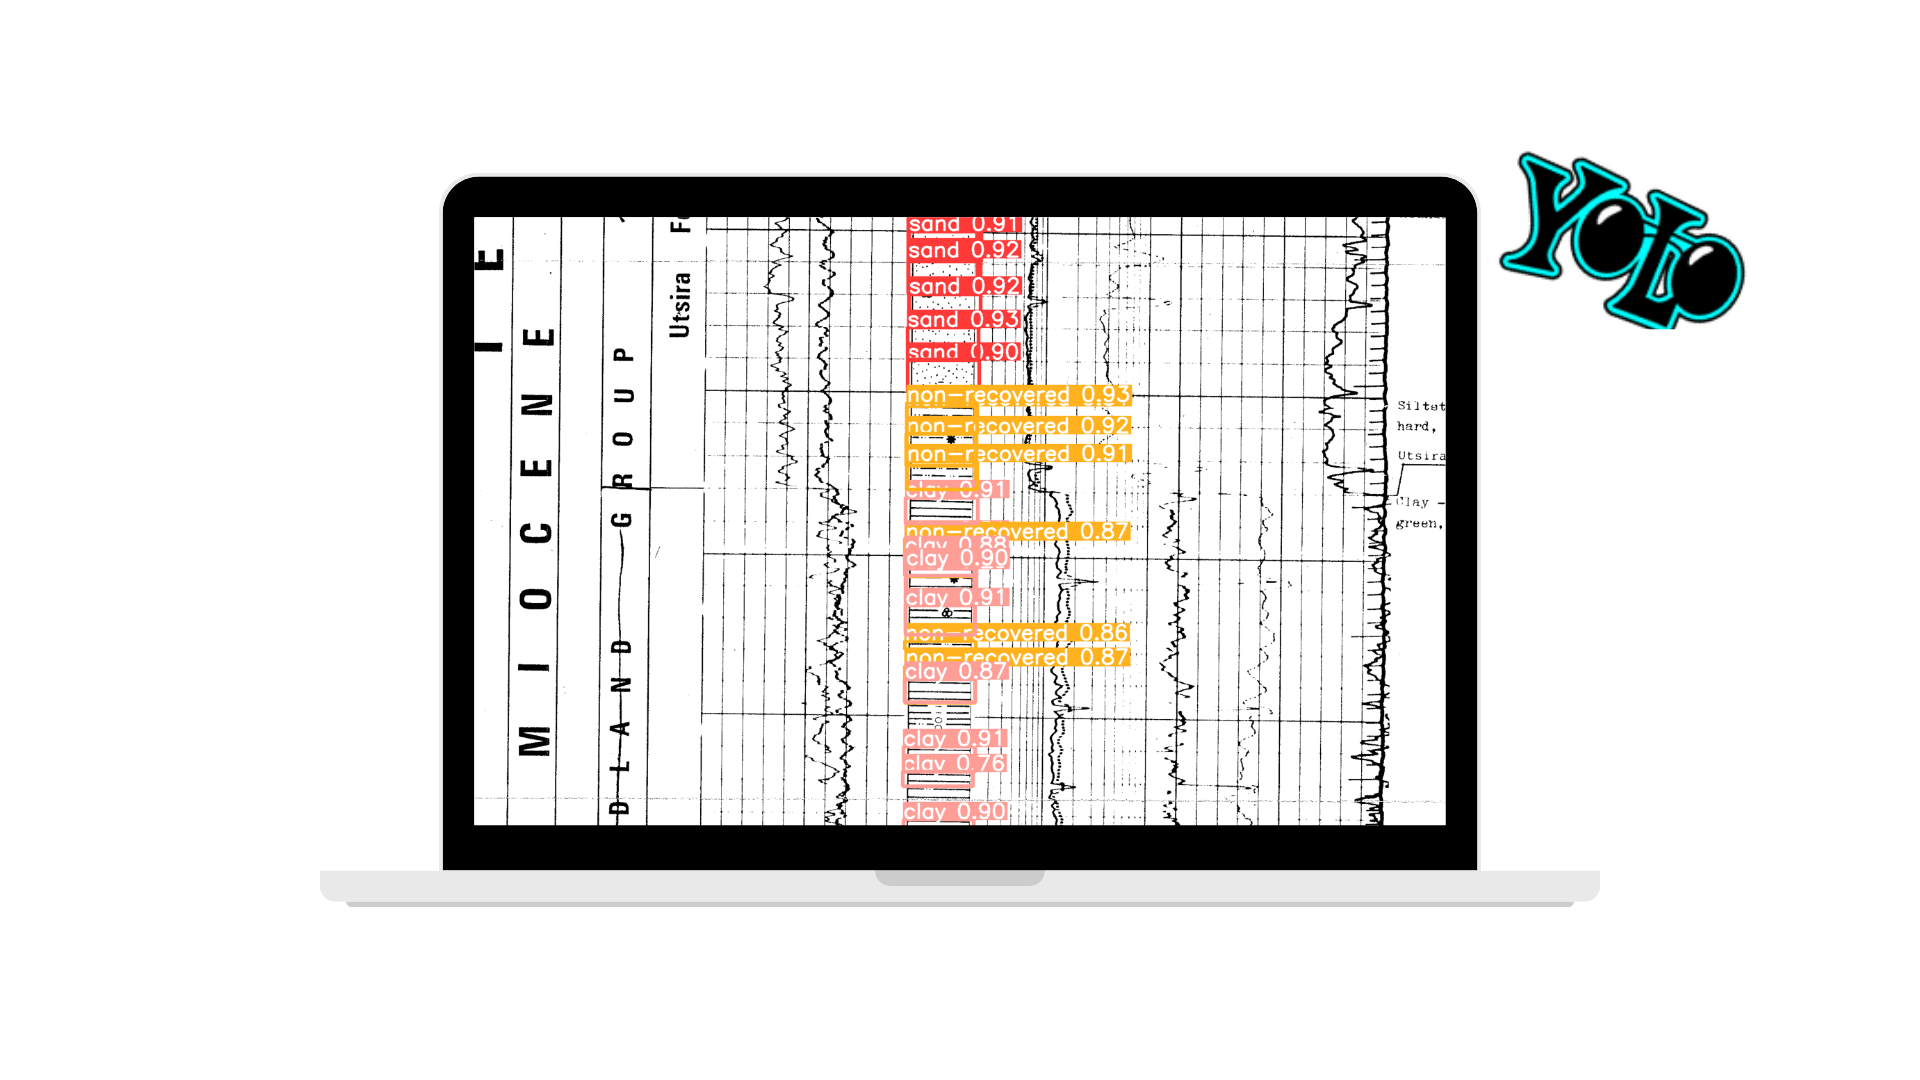 YOLO
I E
MIOCENE
D LAND GROUP
Utsira
sand 0.91
sand 0.92
sand 0.92
sand 0.93
sand 0.90
non-recovered 0.93
non-recovered 0.92
non-recovered 0.91
clay 0.91
non-recovered 0.87
clay 0.88
clay 0.90
clay 0.91
non-recovered 0.86
non-recovered 0.87
clay 0.87
clay 0.91
clay 0.76
clay 0.90
Siltst
hard,
Utsira
Clay -
green,